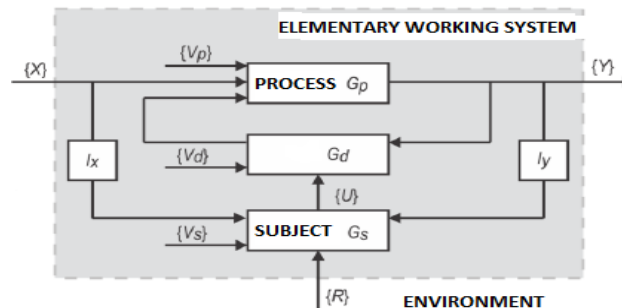 ELEMENTARY WORKING SYSTEM
{Vp}
{X}
{Y}
PROCESS Gp
Ix
Gd
Iy
{Vd}
{U}
{Vs}
SUBJECT Gs
{R}
ENVIRONMENT